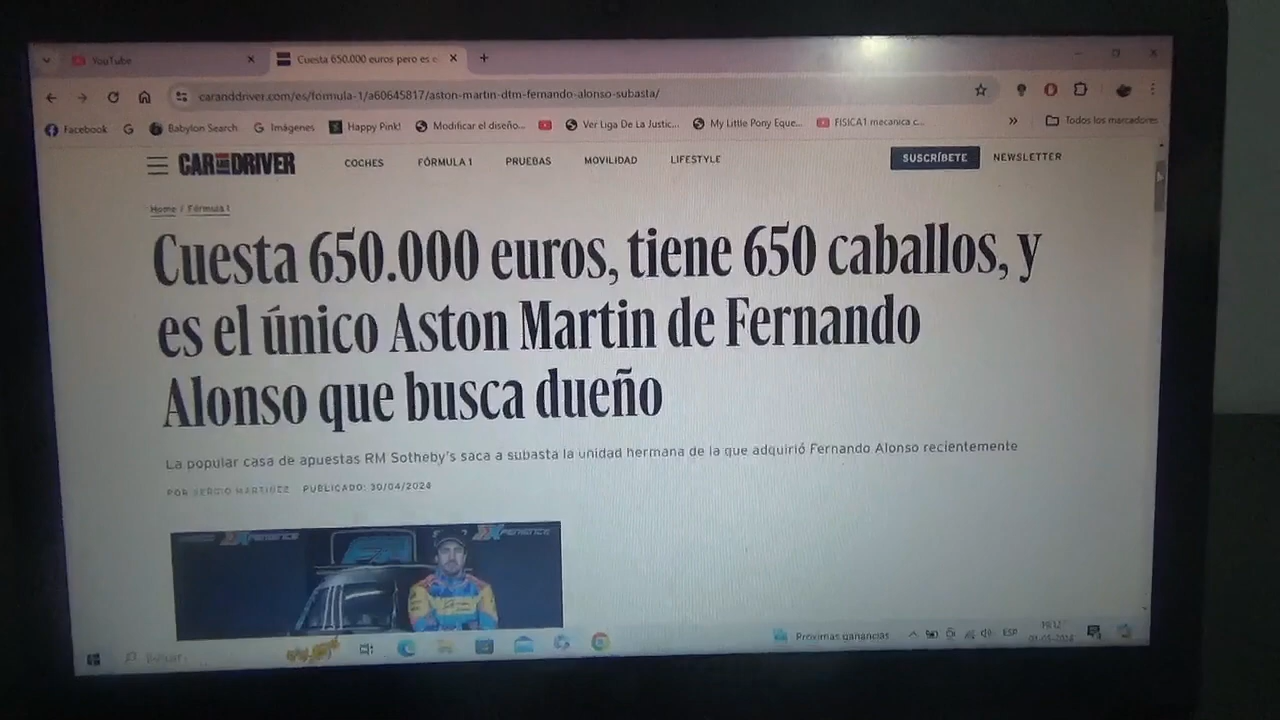 YouTube
Cuesta 650.000 euros pero es e
caranddriver.com/es/formula-1/a60645817/aston-martin-dtm-fernando-alonso-subasta/
Facebook
Babylon Search
Imágenes
Happy Pink!
Modificar el diseño...
Ver Liga De La Justic...
My Little Pony Eque...
FISICA1 mecanica c...
Todos los marcadores
CAR AND DRIVER
COCHES
FÓRMULA 1
PRUEBAS
MOVILIDAD
LIFESTYLE
SUSCRÍBETE
NEWSLETTER
Home / Fórmula 1
Cuesta 650.000 euros, tiene 650 caballos, y
es el único Aston Martin de Fernando
Alonso que busca dueño
La popular casa de apuestas RM Sotheby's saca a subasta la unidad hermana de la que adquirió Fernando Alonso recientemente
POR SERGIO MARTINEZ PUBLICADO: 30/04/2024
Próximas ganancias
ESP
19:12